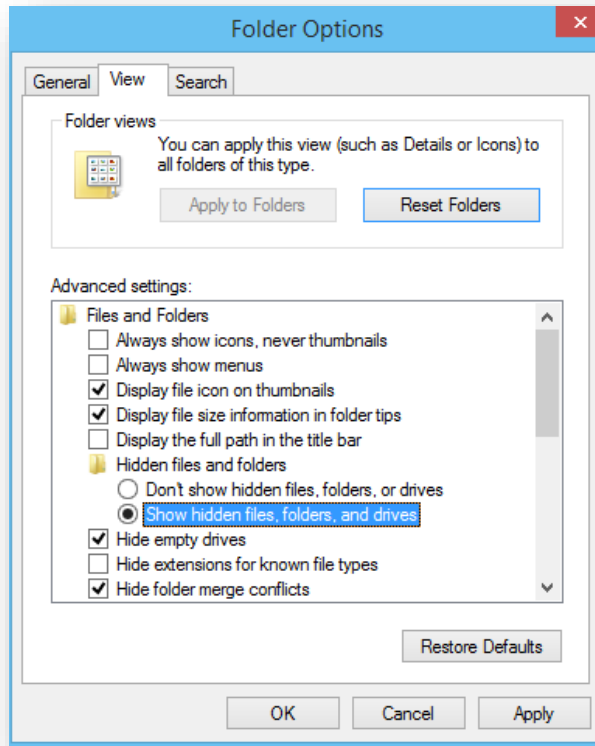 Folder Options
General
View
Search
Folder views
You can apply this view (such as Details or Icons) to
all folders of this type.
Apply to Folders
Reset Folders
Advanced settings:
Files and Folders
Always show icons, never thumbnails
Always show menus
Display file icon on thumbnails
Display file size information in folder tips
Display the full path in the title bar
Hidden files and folders
Don't show hidden files, folders, or drives
Show hidden files, folders, and drives
Hide empty drives
Hide extensions for known file types
Hide folder merge conflicts
Restore Defaults
OK
Cancel
Apply